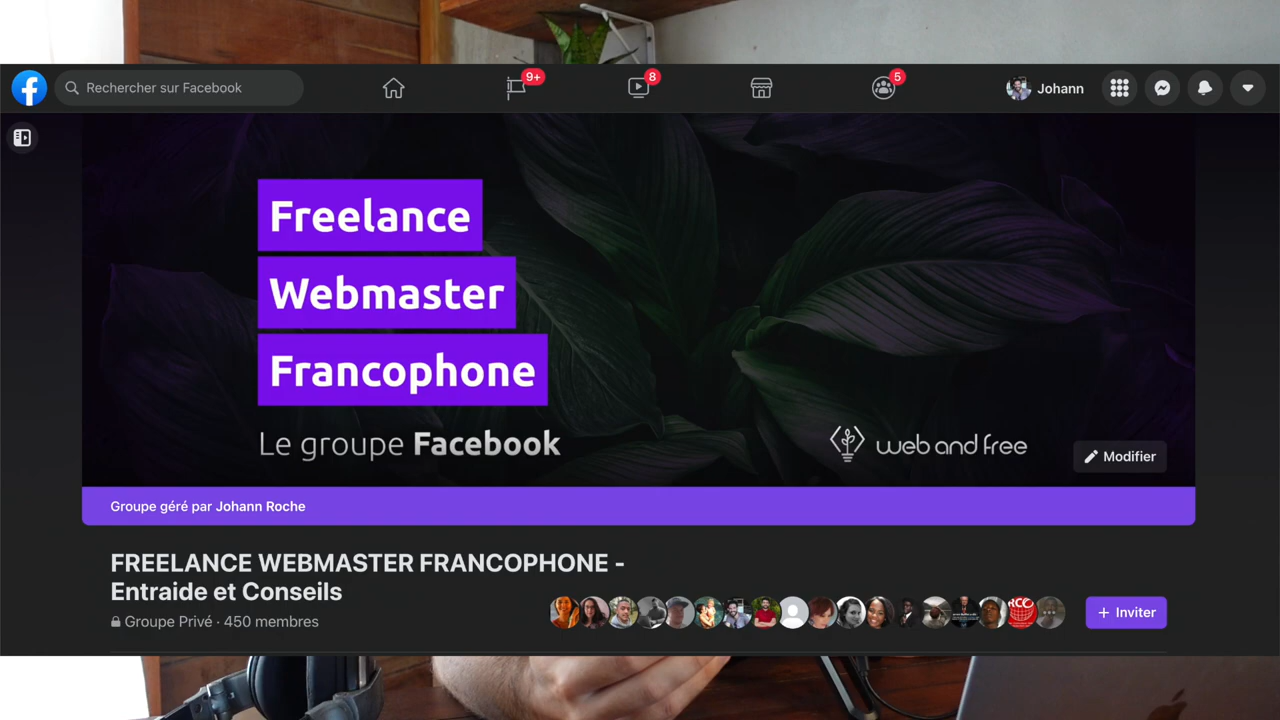 Rechercher sur Facebook
9+
8
5
Johann
Freelance
Webmaster
Francophone
Le groupe Facebook
web and free
Modifier
Groupe géré par Johann Roche
FREELANCE WEBMASTER FRANCOPHONE -
Entraide et Conseils
Groupe Privé · 450 membres
RCC
+ Inviter